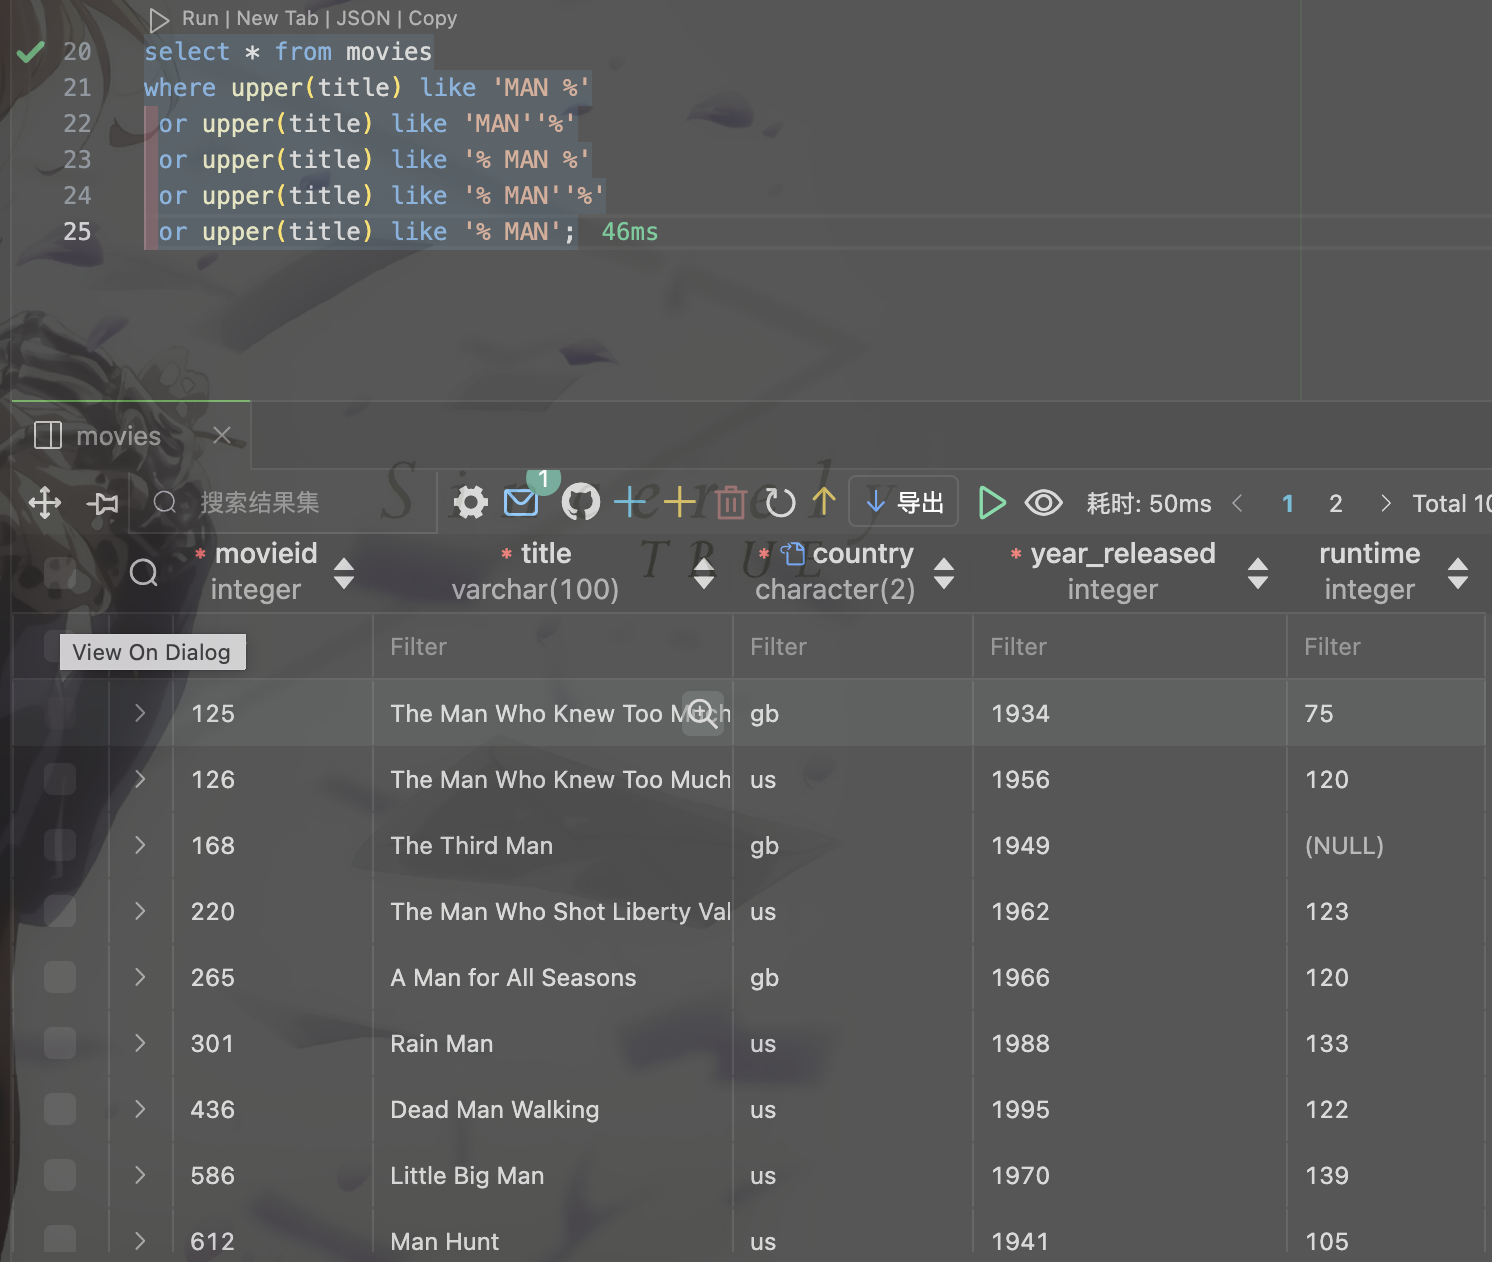 Run | New Tab | JSON | Copy
20 select * from movies
21 where upper(title) like 'MAN %'
22 or upper(title) like 'MAN''%'
23 or upper(title) like '% MAN %'
24 or upper(title) like '% MAN''%'
25 or upper(title) like '% MAN'; 46ms
movies
Sincerely
TRUE
搜索结果集 1 导出 耗时: 50ms 1 2 Total 10
* movieid * title * country * year_released runtime
integer varchar(100) character(2) integer integer
View On Dialog Filter Filter Filter Filter
125 The Man Who Knew Too Much gb 1934 75
126 The Man Who Knew Too Much us 1956 120
168 The Third Man gb 1949 (NULL)
220 The Man Who Shot Liberty Val us 1962 123
265 A Man for All Seasons gb 1966 120
301 Rain Man us 1988 133
436 Dead Man Walking us 1995 122
586 Little Big Man us 1970 139
612 Man Hunt us 1941 105